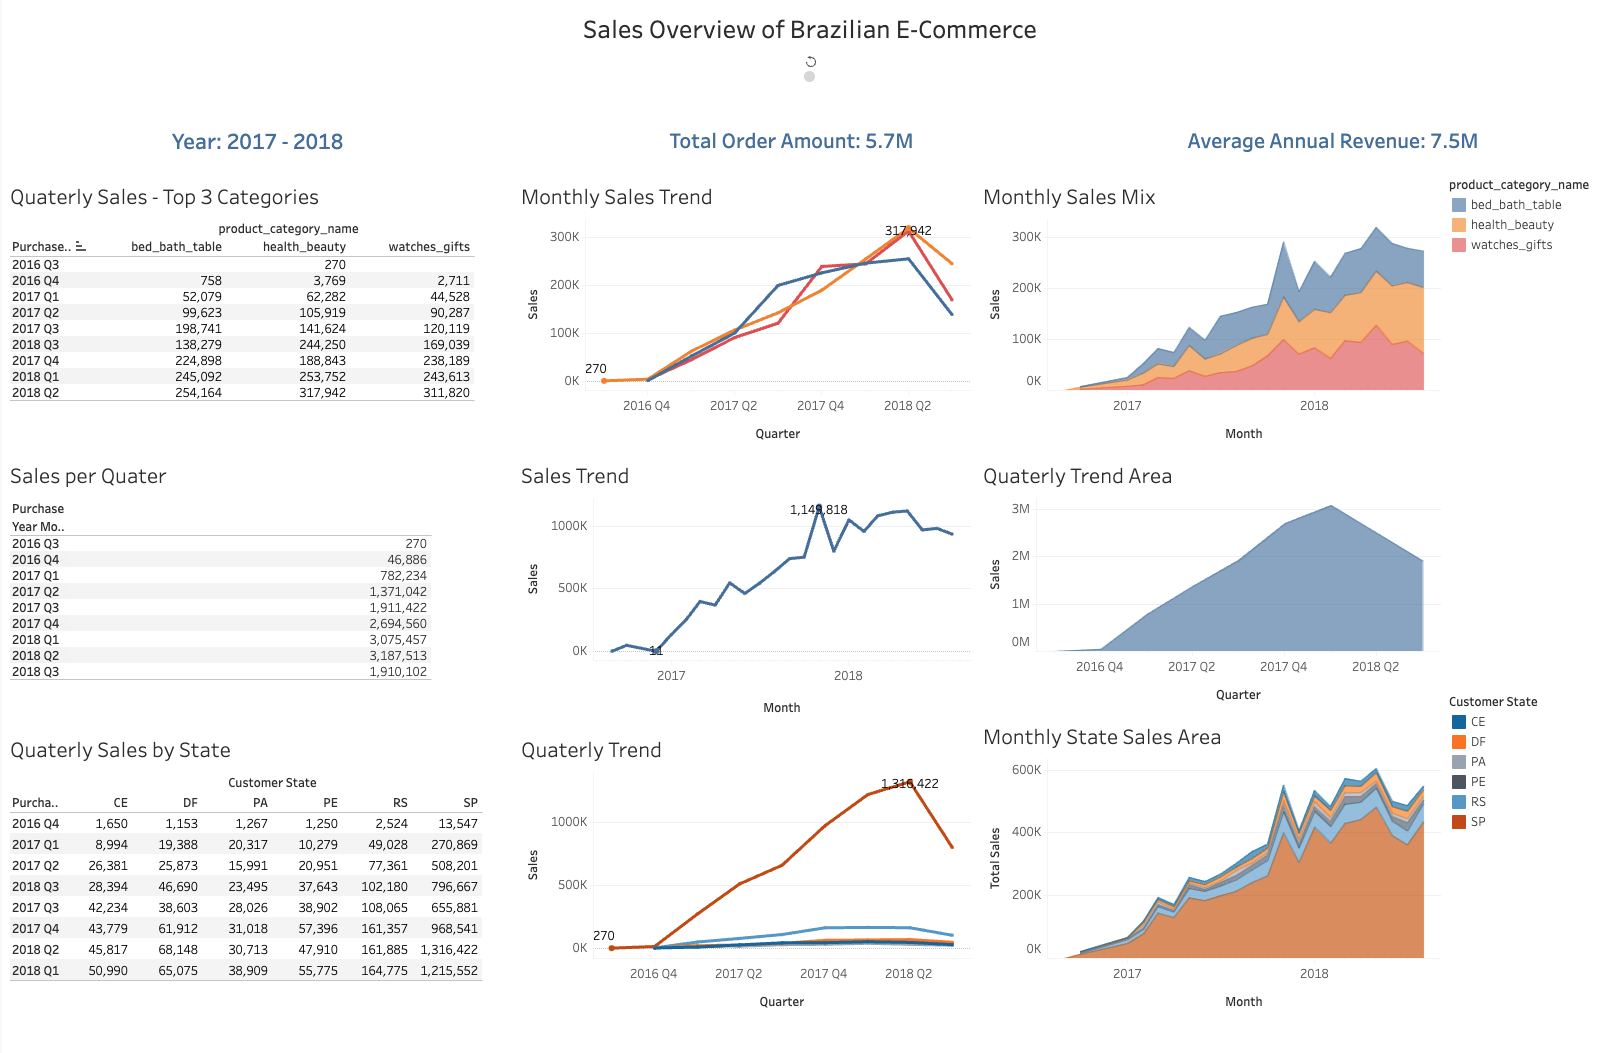 Sales Overview of Brazilian E-Commerce
Year: 2017 - 2018
Total Order Amount: 5.7M
Average Annual Revenue: 7.5M
Quaterly Sales - Top 3 Categories
product_category_name
Purchase.. bed_bath_table health_beauty watches_gifts
2016 Q3 270
2016 Q4 758 3,769 2,711
2017 Q1 52,079 62,282 44,528
2017 Q2 99,623 105,919 90,287
2017 Q3 198,741 141,624 120,119
2018 Q3 138,279 244,250 169,039
2017 Q4 224,898 188,843 238,189
2018 Q1 245,092 253,752 243,613
2018 Q2 254,164 317,942 311,820
Monthly Sales Trend
317,942
300K
200K
100K
0K
270
Sales
2016 Q4 2017 Q2 2017 Q4 2018 Q2
Quarter
Monthly Sales Mix
300K
200K
100K
0K
Sales
2017 2018
Month
product_category_name
bed_bath_table
health_beauty
watches_gifts
Sales per Quater
Purchase
Year Mo..
2016 Q3 270
2016 Q4 46,886
2017 Q1 782,234
2017 Q2 1,371,042
2017 Q3 1,911,422
2017 Q4 2,694,560
2018 Q1 3,075,457
2018 Q2 3,187,513
2018 Q3 1,910,102
Sales Trend
1000K
500K
0K
Sales
2017 2018
Month
Quaterly Trend Area
3M
2M
1M
0M
Sales
2016 Q4 2017 Q2 2017 Q4 2018 Q2
Quarter
Quaterly Sales by State
Customer State
Purcha.. CE DF PA PE RS SP
2016 Q4 1,650 1,153 1,267 1,250 2,524 13,547
2017 Q1 8,994 19,388 20,317 10,279 49,028 270,869
2017 Q2 26,381 25,873 15,991 20,951 77,361 508,201
2018 Q3 28,394 46,690 23,495 37,643 102,180 796,667
2017 Q3 42,234 38,603 28,026 38,902 108,065 655,881
2017 Q4 43,779 61,912 31,018 57,396 161,357 968,541
2018 Q2 45,817 68,148 30,713 47,910 161,885 1,316,422
2018 Q1 50,990 65,075 38,909 55,775 164,775 1,215,552
Quaterly Trend
1,316,422
1000K
500K
0K
270
Sales
2016 Q4 2017 Q2 2017 Q4 2018 Q2
Quarter
Monthly State Sales Area
600K
400K
200K
0K
Total Sales
2017 2018
Month
Customer State
CE
DF
PA
PE
RS
SP